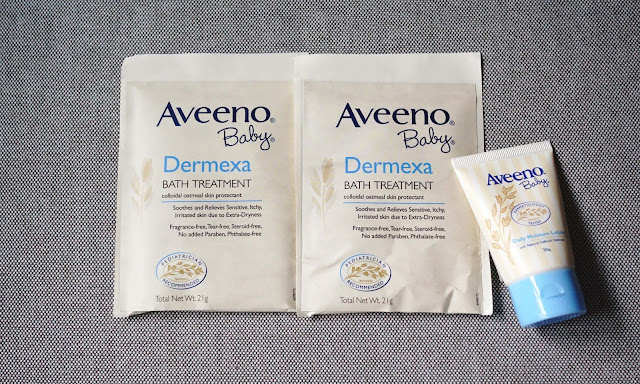 Aveeno®
Baby®
Dermexa
BATH TREATMENT
colloidal oatmeal skin protectant
Soothes and Relieves Sensitive, Itchy,
Irritated skin due to Extra-Dryness
Fragrance-free, Tear-free, Steroid-free,
No added Paraben, Phthalate-free
PEDIATRICIAN
RECOMMENDED
Total Net Wt. 21g
Aveeno®
Baby®
Dermexa
BATH TREATMENT
colloidal oatmeal skin protectant
Soothes and Relieves Sensitive, Itchy,
Irritated skin due to Extra-Dryness
Fragrance-free, Tear-free, Steroid-free,
No added Paraben, Phthalate-free
PEDIATRICIAN
RECOMMENDED
Total Net Wt. 21g
Aveeno®
Baby®
Daily Moisture Lotion
30g